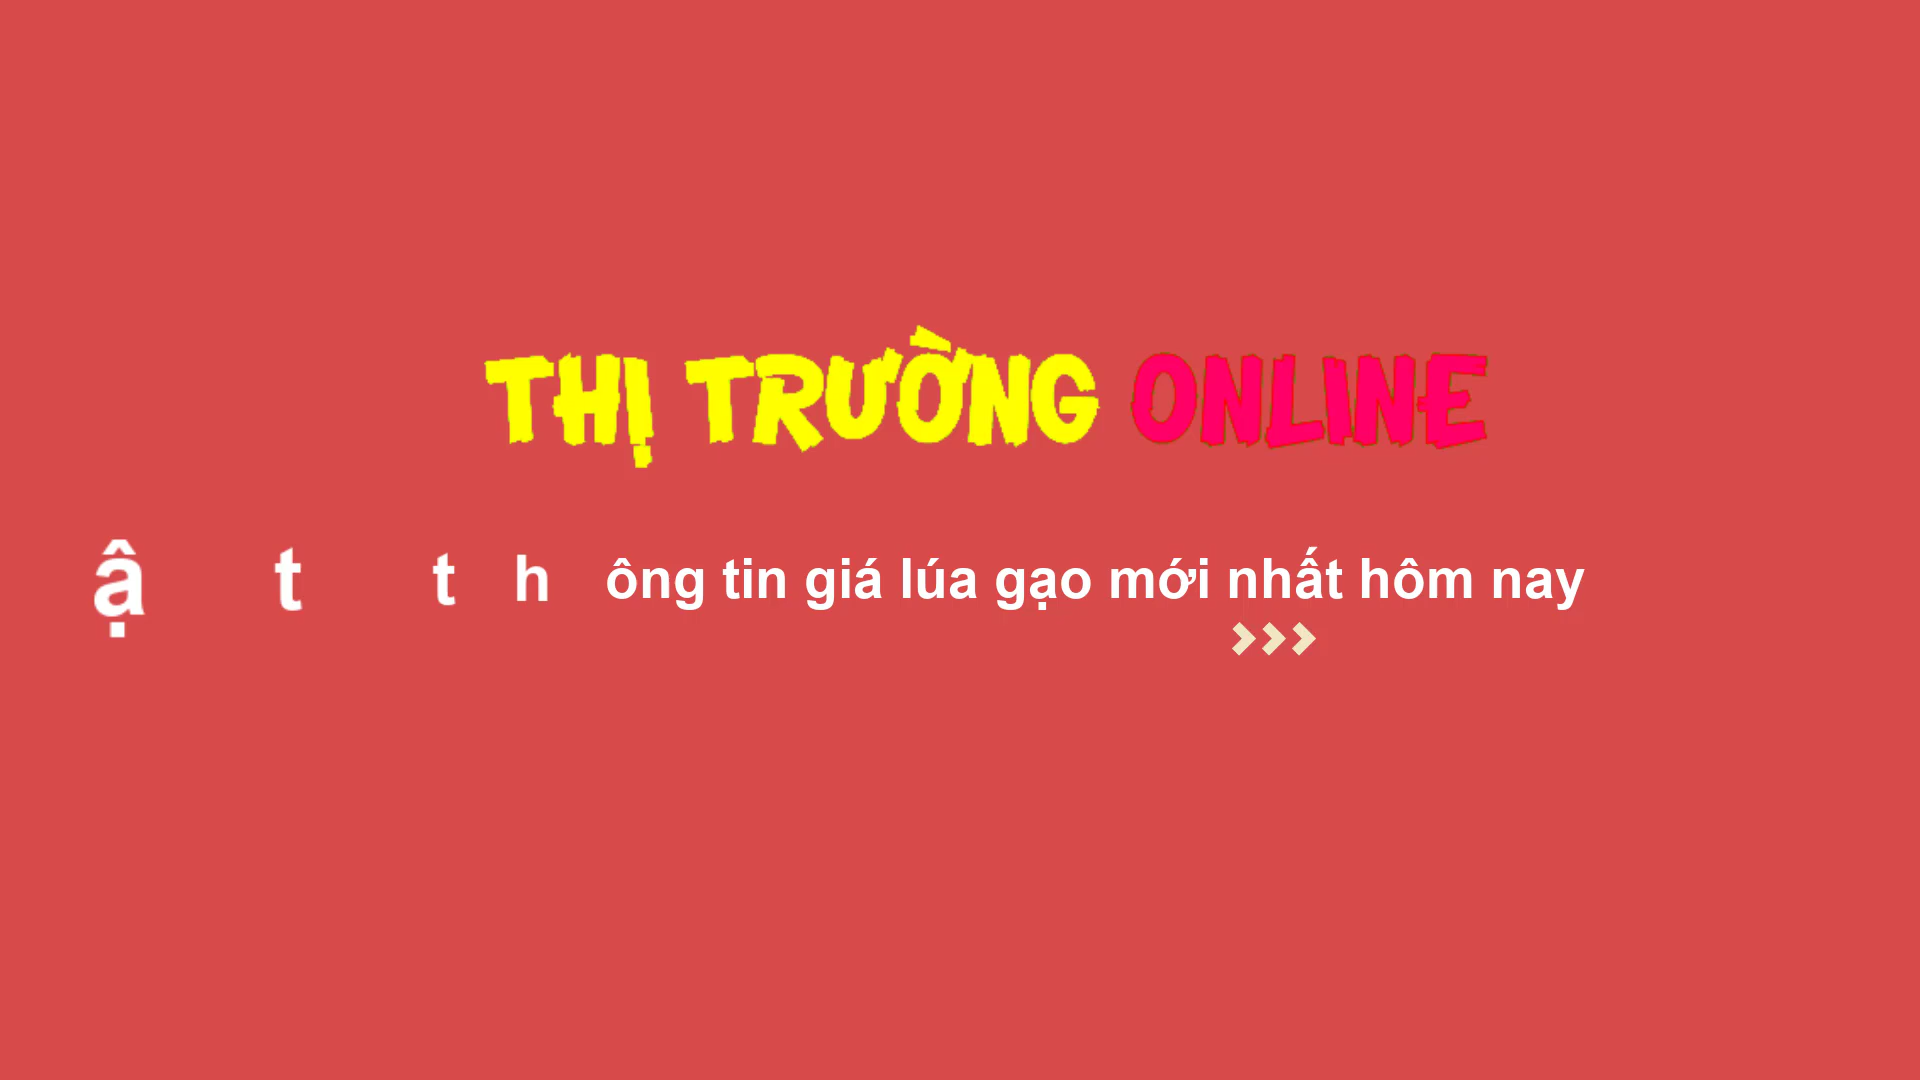 THỊ TRƯỜNG ONLINE
ậ t t h ông tin giá lúa gạo mới nhất hôm nay